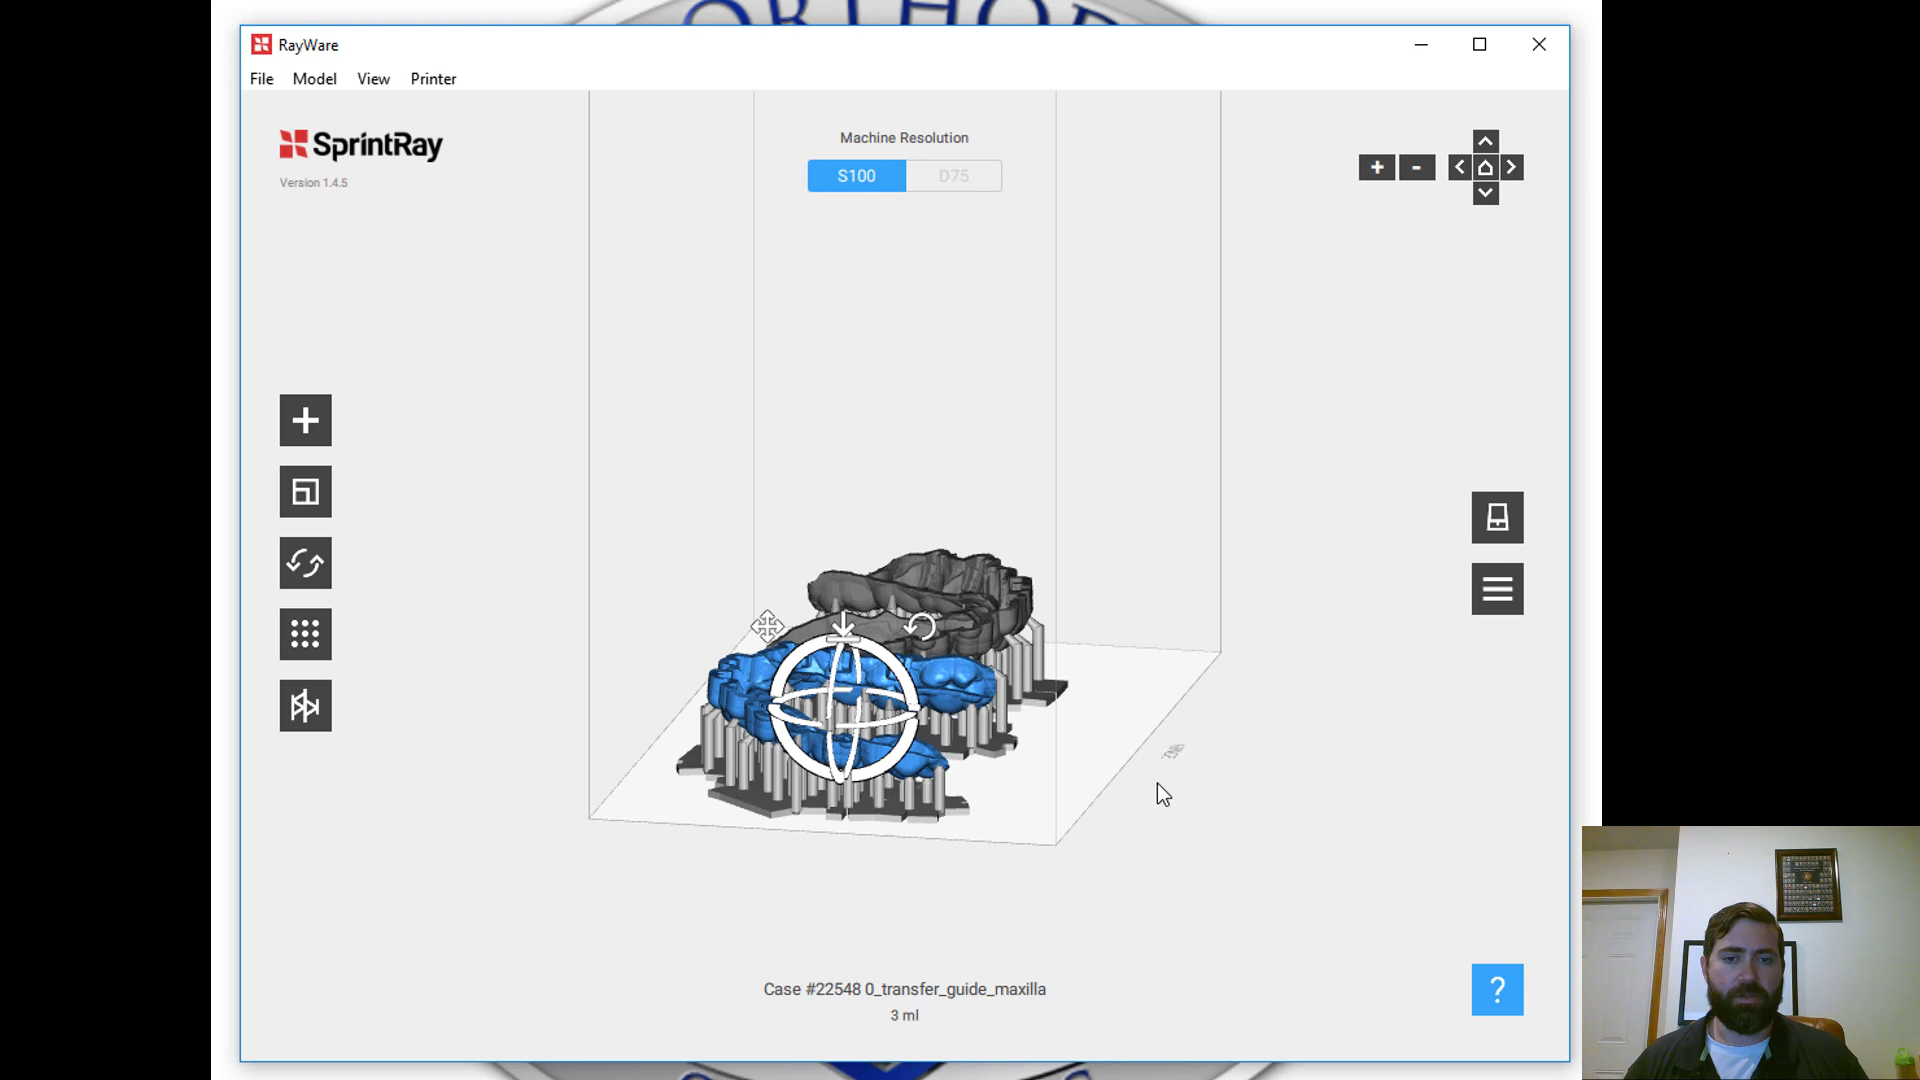 ORTHOD
RayWare
File Model View Printer
SprintRay
Version 1.4.5
Machine Resolution
S100 D75
+ -
Case #22548 0_transfer_guide_maxilla
3 ml
?